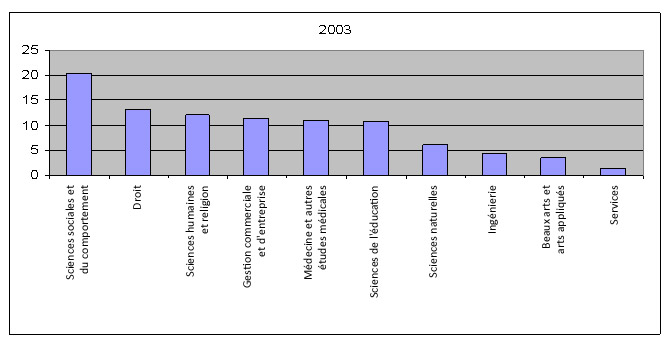 2003
25
20
15
10
5
0
Sciences sociales et
du comportement
Droit
Sciences humaines
et religion
Gestion commerciale
et d'entreprise
Médecine et autres
études médicales
Sciences de l'éducation
Sciences naturelles
Ingénierie
Beaux arts et
arts appliqués
Services